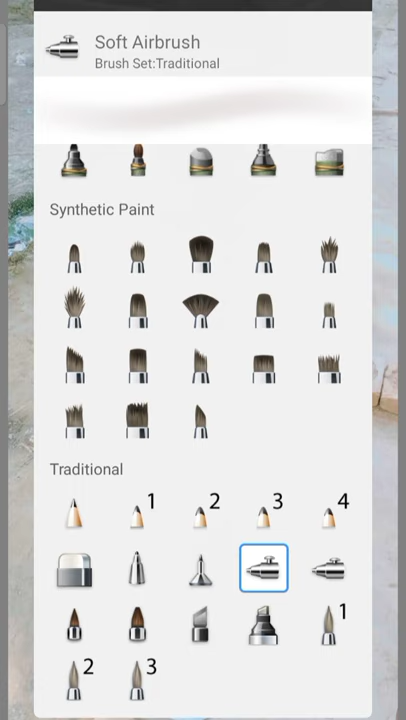 Soft Airbrush
Brush Set:Traditional
Synthetic Paint
Traditional
1 2 3 4
1
2 3